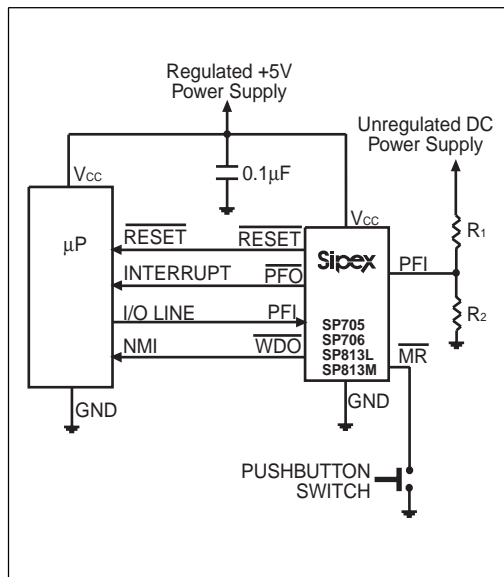 Regulated +5V
Power Supply
Unregulated DC
Power Supply
VCC
0.1µF
VCC
R1
µP
RESET
RESET
Sipex
INTERRUPT
PFO
PFI
I/O LINE
PFI
SP705
SP706
SP813L
SP813M
R2
NMI
WDO
MR
GND
GND
PUSHBUTTON
SWITCH